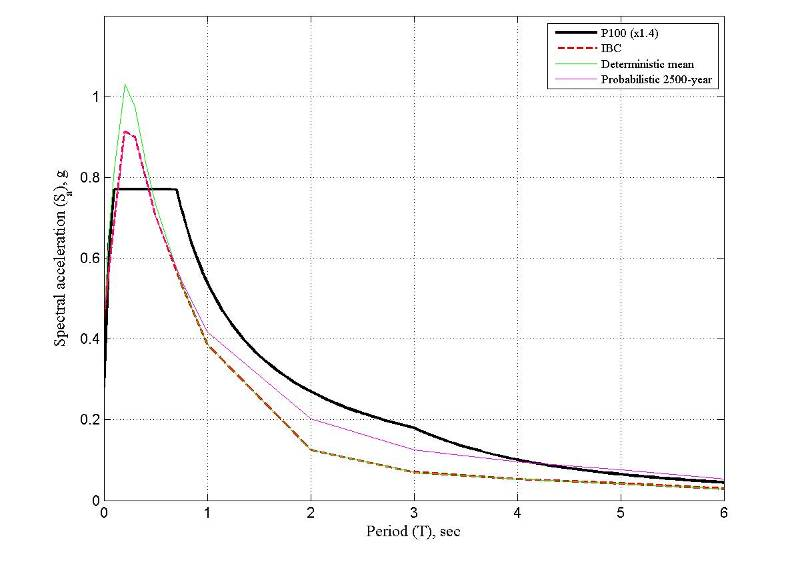 P100 (x1.4)
IBC
Deterministic mean
Probabilistic 2500-year
1
0.8
0.6
0.4
0.2
0
Spectral acceleration (Sa), g
0 1 2 3 4 5 6
Period (T), sec